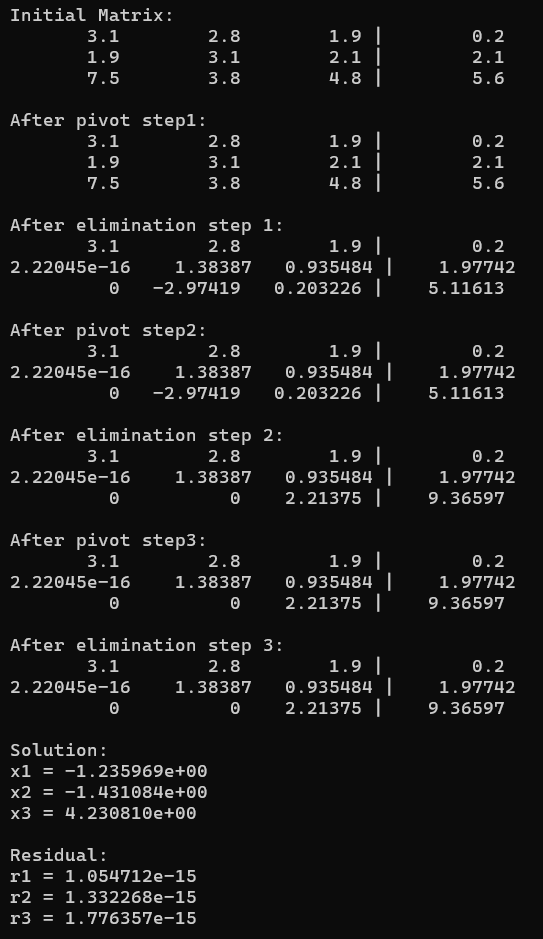 Initial Matrix:
3.1 2.8 1.9 | 0.2
1.9 3.1 2.1 | 2.1
7.5 3.8 4.8 | 5.6
After pivot step1:
3.1 2.8 1.9 | 0.2
1.9 3.1 2.1 | 2.1
7.5 3.8 4.8 | 5.6
After elimination step 1:
3.1 2.8 1.9 | 0.2
2.22045e-16 1.38387 0.935484 | 1.97742
0 -2.97419 0.203226 | 5.11613
After pivot step2:
3.1 2.8 1.9 | 0.2
2.22045e-16 1.38387 0.935484 | 1.97742
0 -2.97419 0.203226 | 5.11613
After elimination step 2:
3.1 2.8 1.9 | 0.2
2.22045e-16 1.38387 0.935484 | 1.97742
0 0 2.21375 | 9.36597
After pivot step3:
3.1 2.8 1.9 | 0.2
2.22045e-16 1.38387 0.935484 | 1.97742
0 0 2.21375 | 9.36597
After elimination step 3:
3.1 2.8 1.9 | 0.2
2.22045e-16 1.38387 0.935484 | 1.97742
0 0 2.21375 | 9.36597
Solution:
x1 = -1.235969e+00
x2 = -1.431084e+00
x3 = 4.230810e+00
Residual:
r1 = 1.054712e-15
r2 = 1.332268e-15
r3 = 1.776357e-15